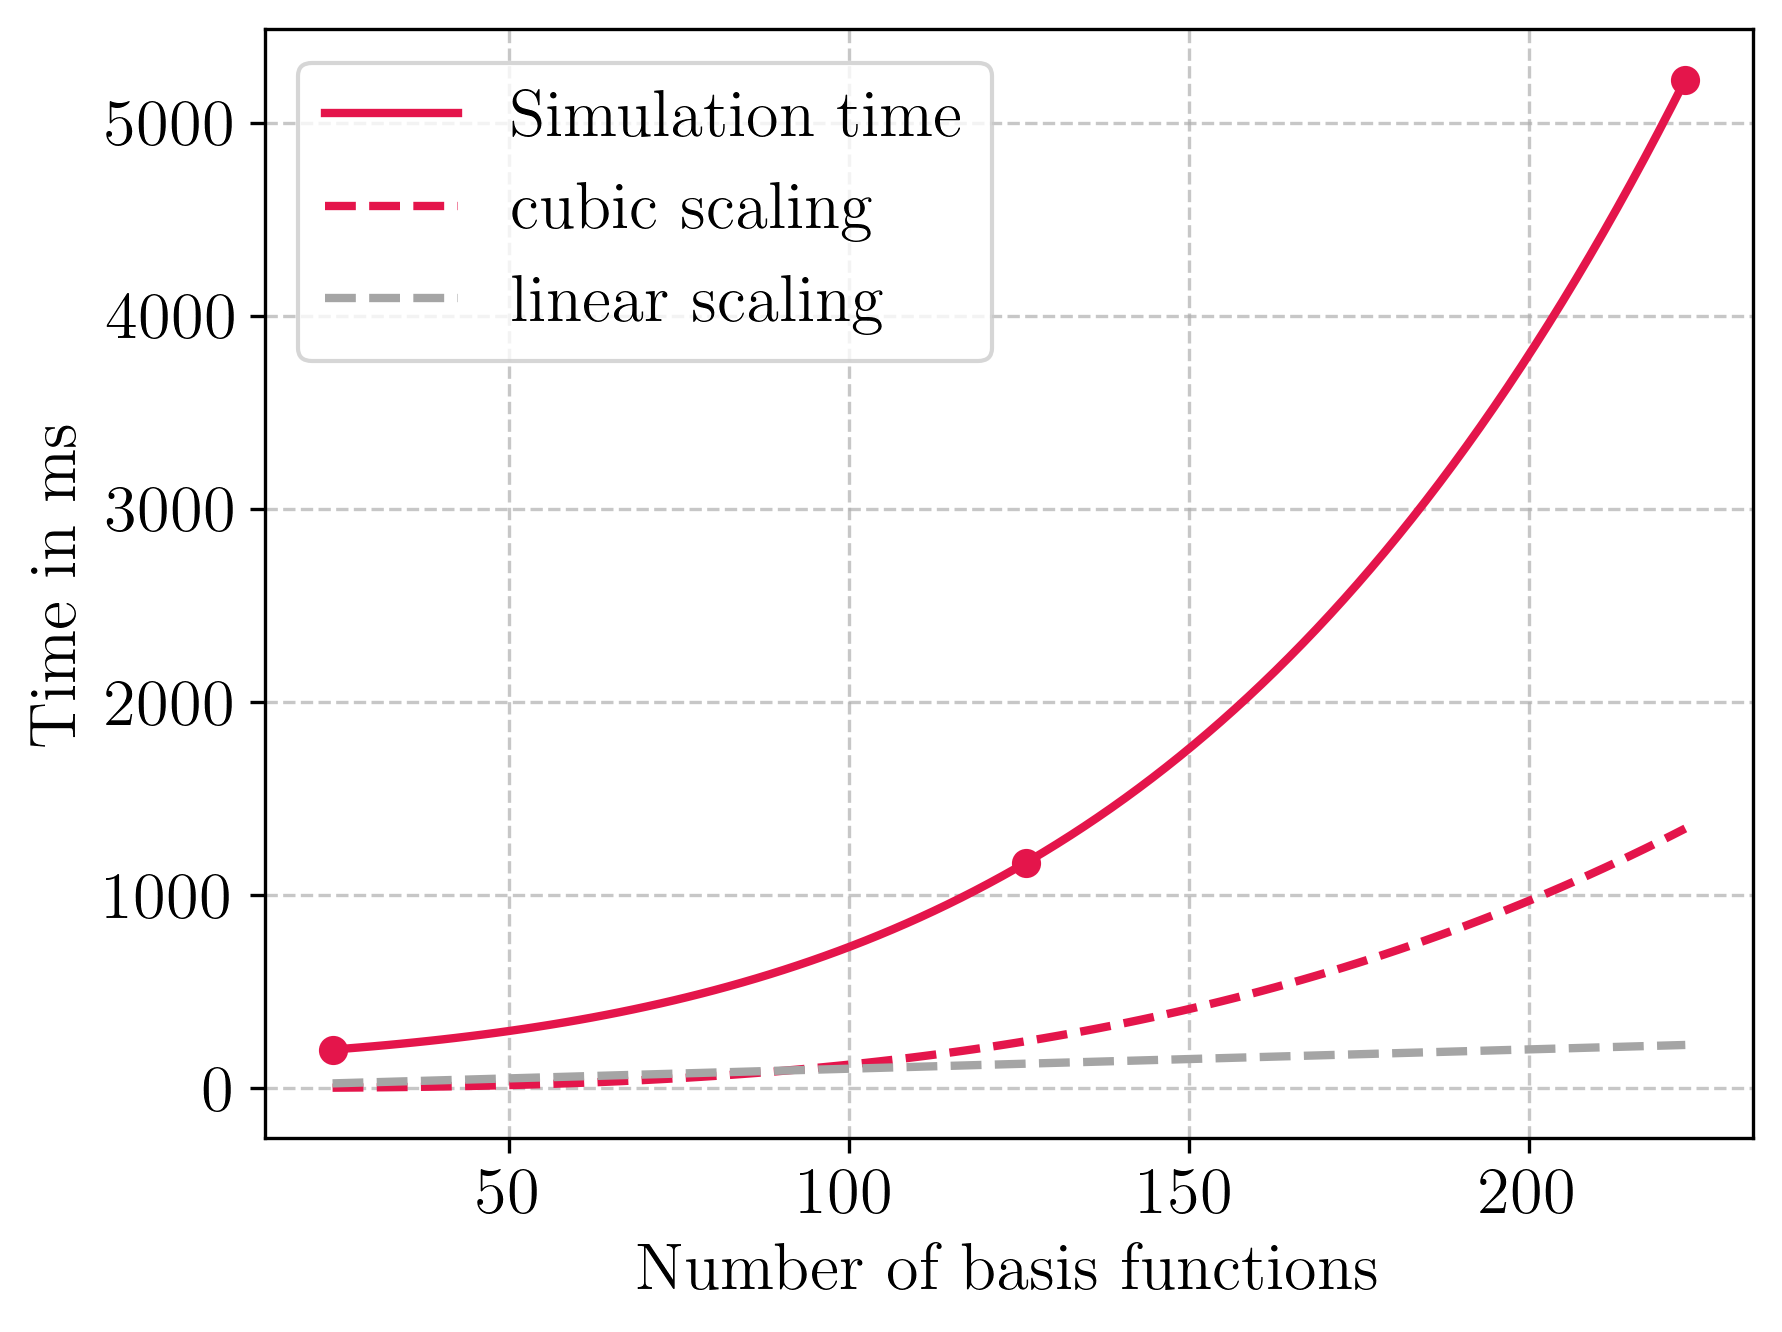 Simulation time
cubic scaling
linear scaling
5000
4000
3000
2000
1000
0
Time in ms
50 100 150 200
Number of basis functions